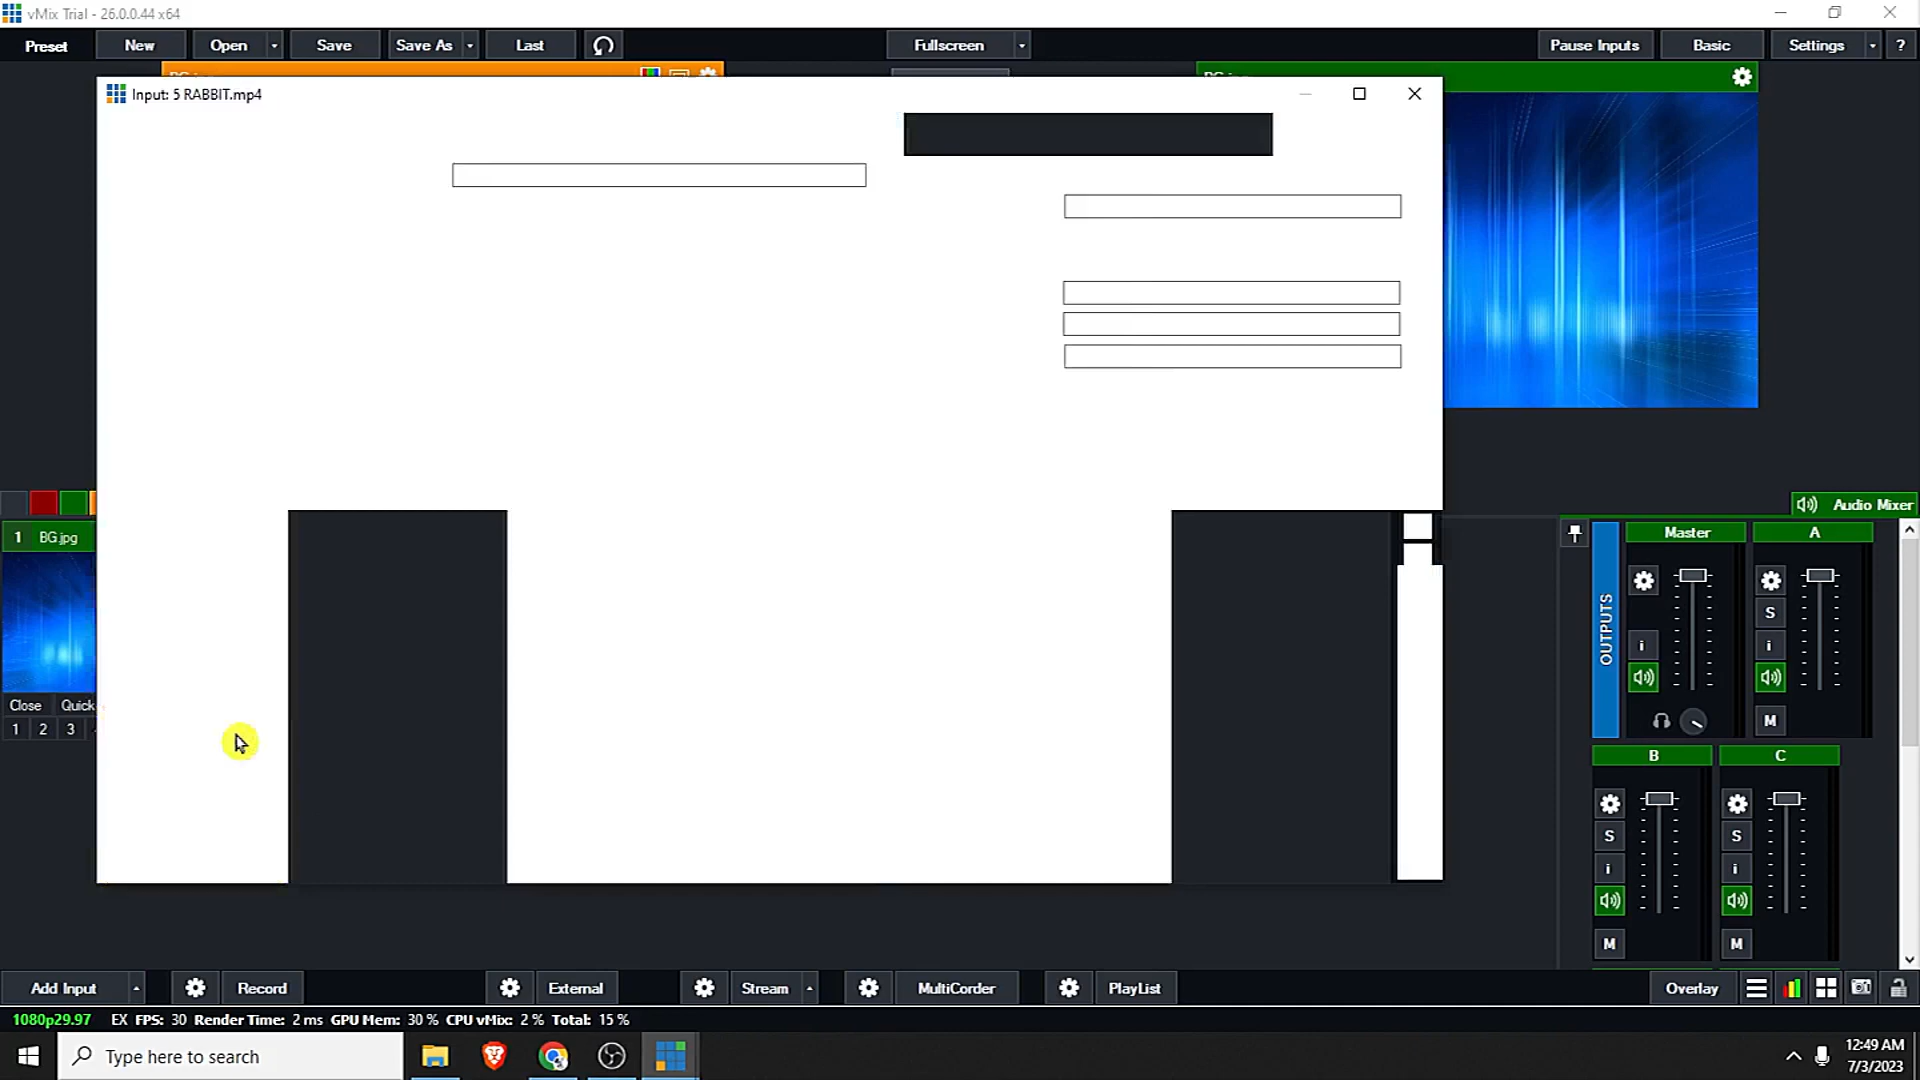 vMix Trial - 26.0.0.44 x64
Preset
New
Open
Save
Save As
Last
Fullscreen
Pause Inputs
Basic
Settings
?
Input: 5 RABBIT.mp4
Audio Mixer
1 BG.jpg
Close Quick
1 2 3
OUTPUTS
Master
A
S
i
i
M
B
C
S
S
i
i
M
M
Add Input
Record
External
Stream
MultiCorder
PlayList
Overlay
1080p29.97 EX FPS: 30 Render Time: 2 ms GPU Mem: 30 % CPU vMix: 2 % Total: 15 %
Type here to search
12:49 AM
7/3/2023